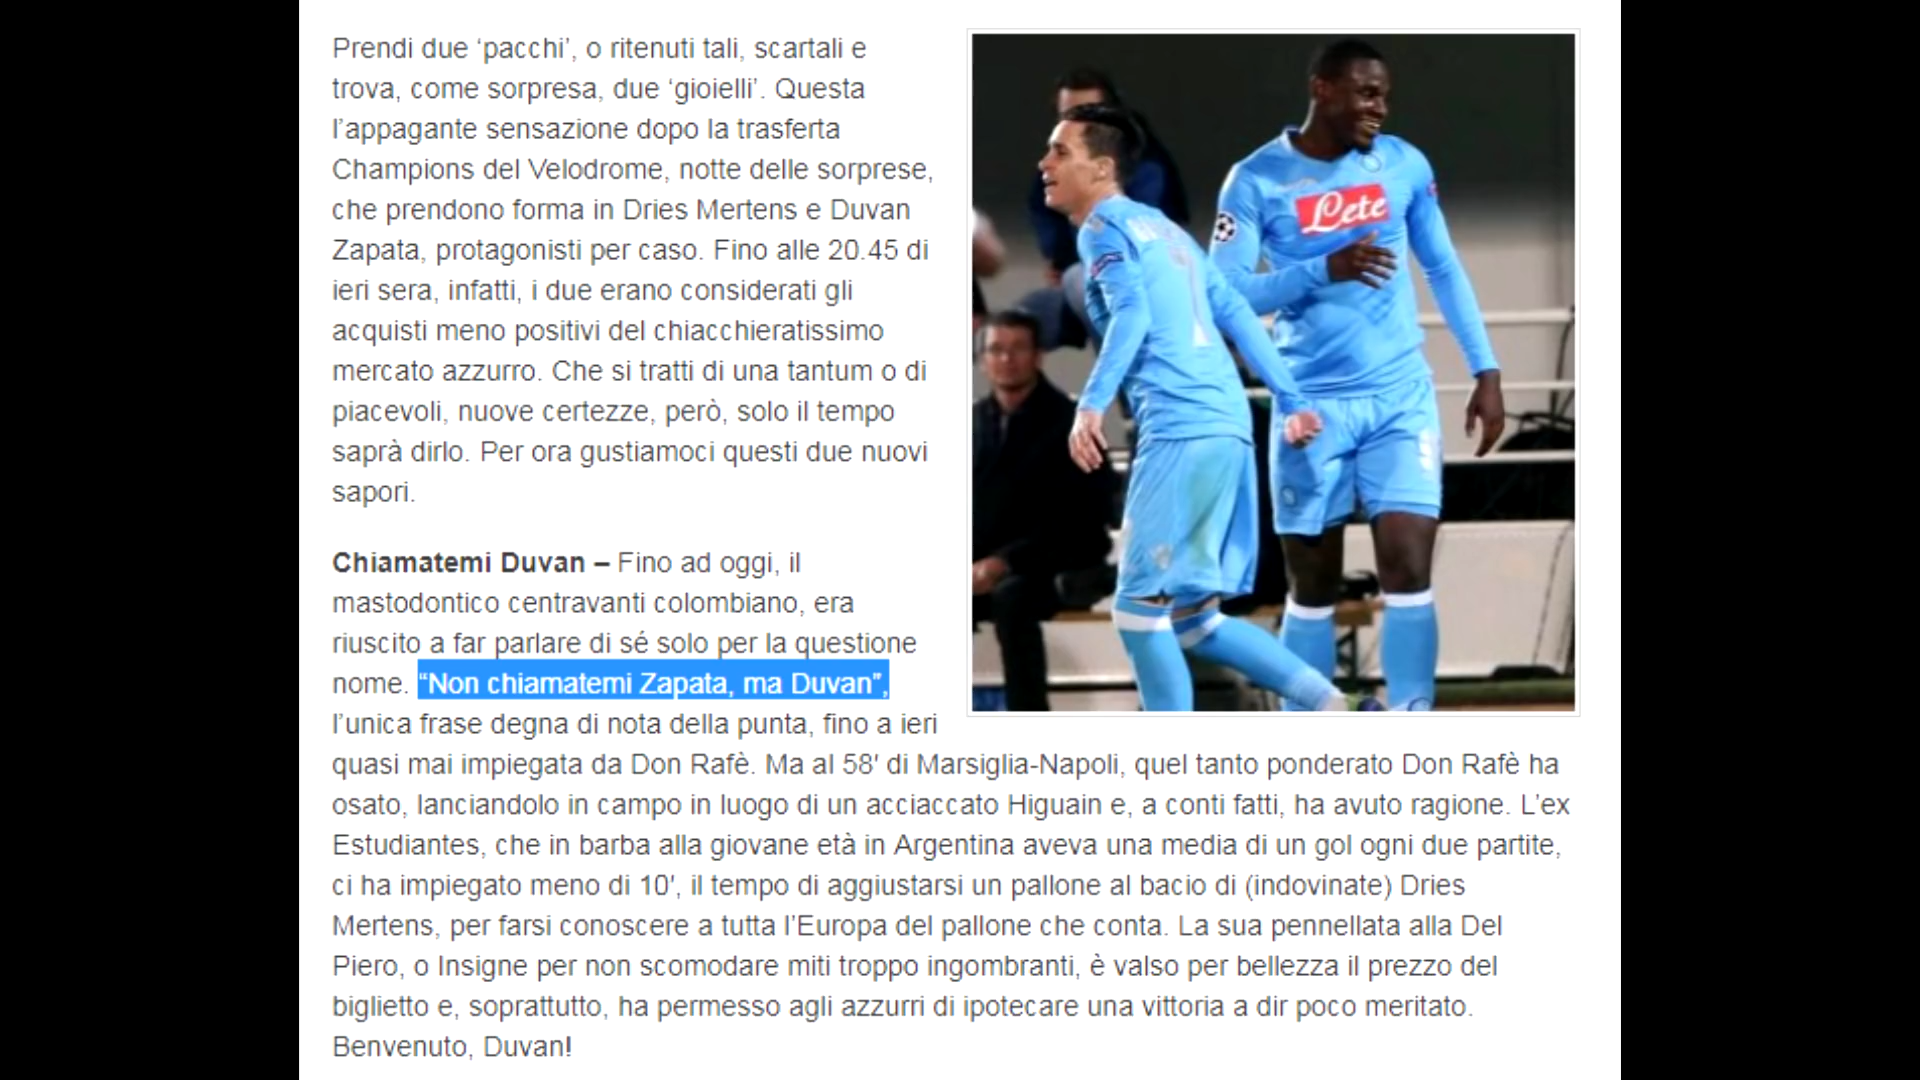 Prendi due ‘pacchi’, o ritenuti tali, scartali e
trova, come sorpresa, due ‘gioielli’. Questa
l’appagante sensazione dopo la trasferta
Champions del Velodrome, notte delle sorprese,
che prendono forma in Dries Mertens e Duvan
Zapata, protagonisti per caso. Fino alle 20.45 di
ieri sera, infatti, i due erano considerati gli
acquisti meno positivi del chiacchieratissimo
mercato azzurro. Che si tratti di una tantum o di
piacevoli, nuove certezze, però, solo il tempo
saprà dirlo. Per ora gustiamoci questi due nuovi
sapori.
Chiamatemi Duvan – Fino ad oggi, il
mastodontico centravanti colombiano, era
riuscito a far parlare di sé solo per la questione
nome. “Non chiamatemi Zapata, ma Duvan”,
l’unica frase degna di nota della punta, fino a ieri
quasi mai impiegata da Don Rafè. Ma al 58′ di Marsiglia-Napoli, quel tanto ponderato Don Rafè ha
osato, lanciandolo in campo in luogo di un acciaccato Higuain e, a conti fatti, ha avuto ragione. L’ex
Estudiantes, che in barba alla giovane età in Argentina aveva una media di un gol ogni due partite,
ci ha impiegato meno di 10′, il tempo di aggiustarsi un pallone al bacio di (indovinate) Dries
Mertens, per farsi conoscere a tutta l’Europa del pallone che conta. La sua pennellata alla Del
Piero, o Insigne per non scomodare miti troppo ingombranti, è valso per bellezza il prezzo del
biglietto e, soprattutto, ha permesso agli azzurri di ipotecare una vittoria a dir poco meritato.
Benvenuto, Duvan!
Lete
7